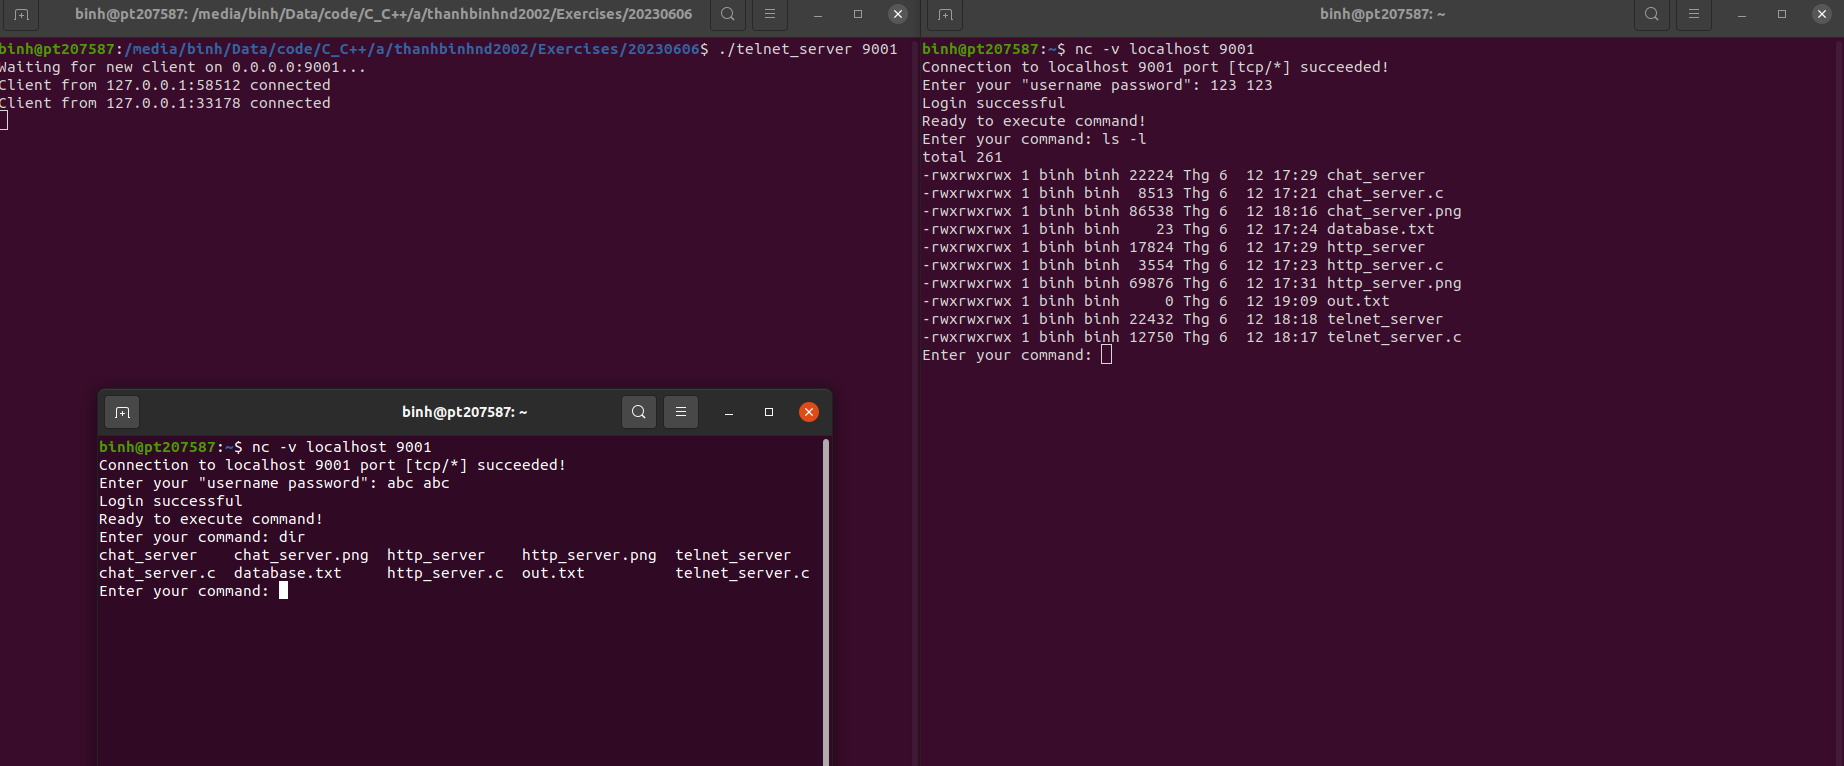 binh@pt207587: /media/binh/Data/code/C_C++/a/thanhbinhnd2002/Exercises/20230606
binh@pt207587:/media/binh/Data/code/C_C++/a/thanhbinhnd2002/Exercises/20230606$ ./telnet_server 9001
Waiting for new client on 0.0.0.0:9001...
Client from 127.0.0.1:58512 connected
Client from 127.0.0.1:33178 connected
binh@pt207587: ~
binh@pt207587:~$ nc -v localhost 9001
Connection to localhost 9001 port [tcp/*] succeeded!
Enter your "username password": 123 123
Login successful
Ready to execute command!
Enter your command: ls -l
total 261
-rwxrwxrwx 1 binh binh 22224 Thg 6  12 17:29 chat_server
-rwxrwxrwx 1 binh binh  8513 Thg 6  12 17:21 chat_server.c
-rwxrwxrwx 1 binh binh 86538 Thg 6  12 18:16 chat_server.png
-rwxrwxrwx 1 binh binh    23 Thg 6  12 17:24 database.txt
-rwxrwxrwx 1 binh binh 17824 Thg 6  12 17:29 http_server
-rwxrwxrwx 1 binh binh  3554 Thg 6  12 17:23 http_server.c
-rwxrwxrwx 1 binh binh 69876 Thg 6  12 17:31 http_server.png
-rwxrwxrwx 1 binh binh     0 Thg 6  12 19:09 out.txt
-rwxrwxrwx 1 binh binh 22432 Thg 6  12 18:18 telnet_server
-rwxrwxrwx 1 binh binh 12750 Thg 6  12 18:17 telnet_server.c
Enter your command:
binh@pt207587: ~
binh@pt207587:~$ nc -v localhost 9001
Connection to localhost 9001 port [tcp/*] succeeded!
Enter your "username password": abc abc
Login successful
Ready to execute command!
Enter your command: dir
chat_server    chat_server.png  http_server    http_server.png  telnet_server
chat_server.c  database.txt     http_server.c  out.txt          telnet_server.c
Enter your command: